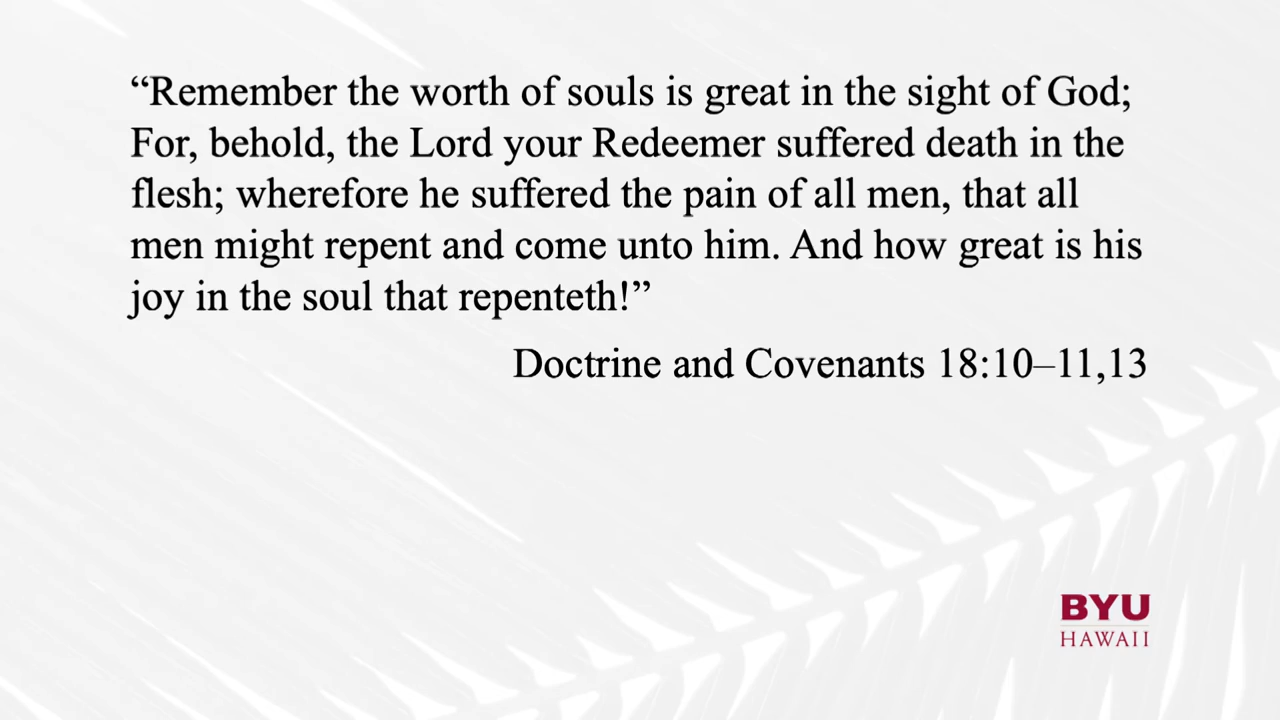 “Remember the worth of souls is great in the sight of God;
For, behold, the Lord your Redeemer suffered death in the
flesh; wherefore he suffered the pain of all men, that all
men might repent and come unto him. And how great is his
joy in the soul that repenteth!”
Doctrine and Covenants 18:10–11,13
BYU
HAWAII